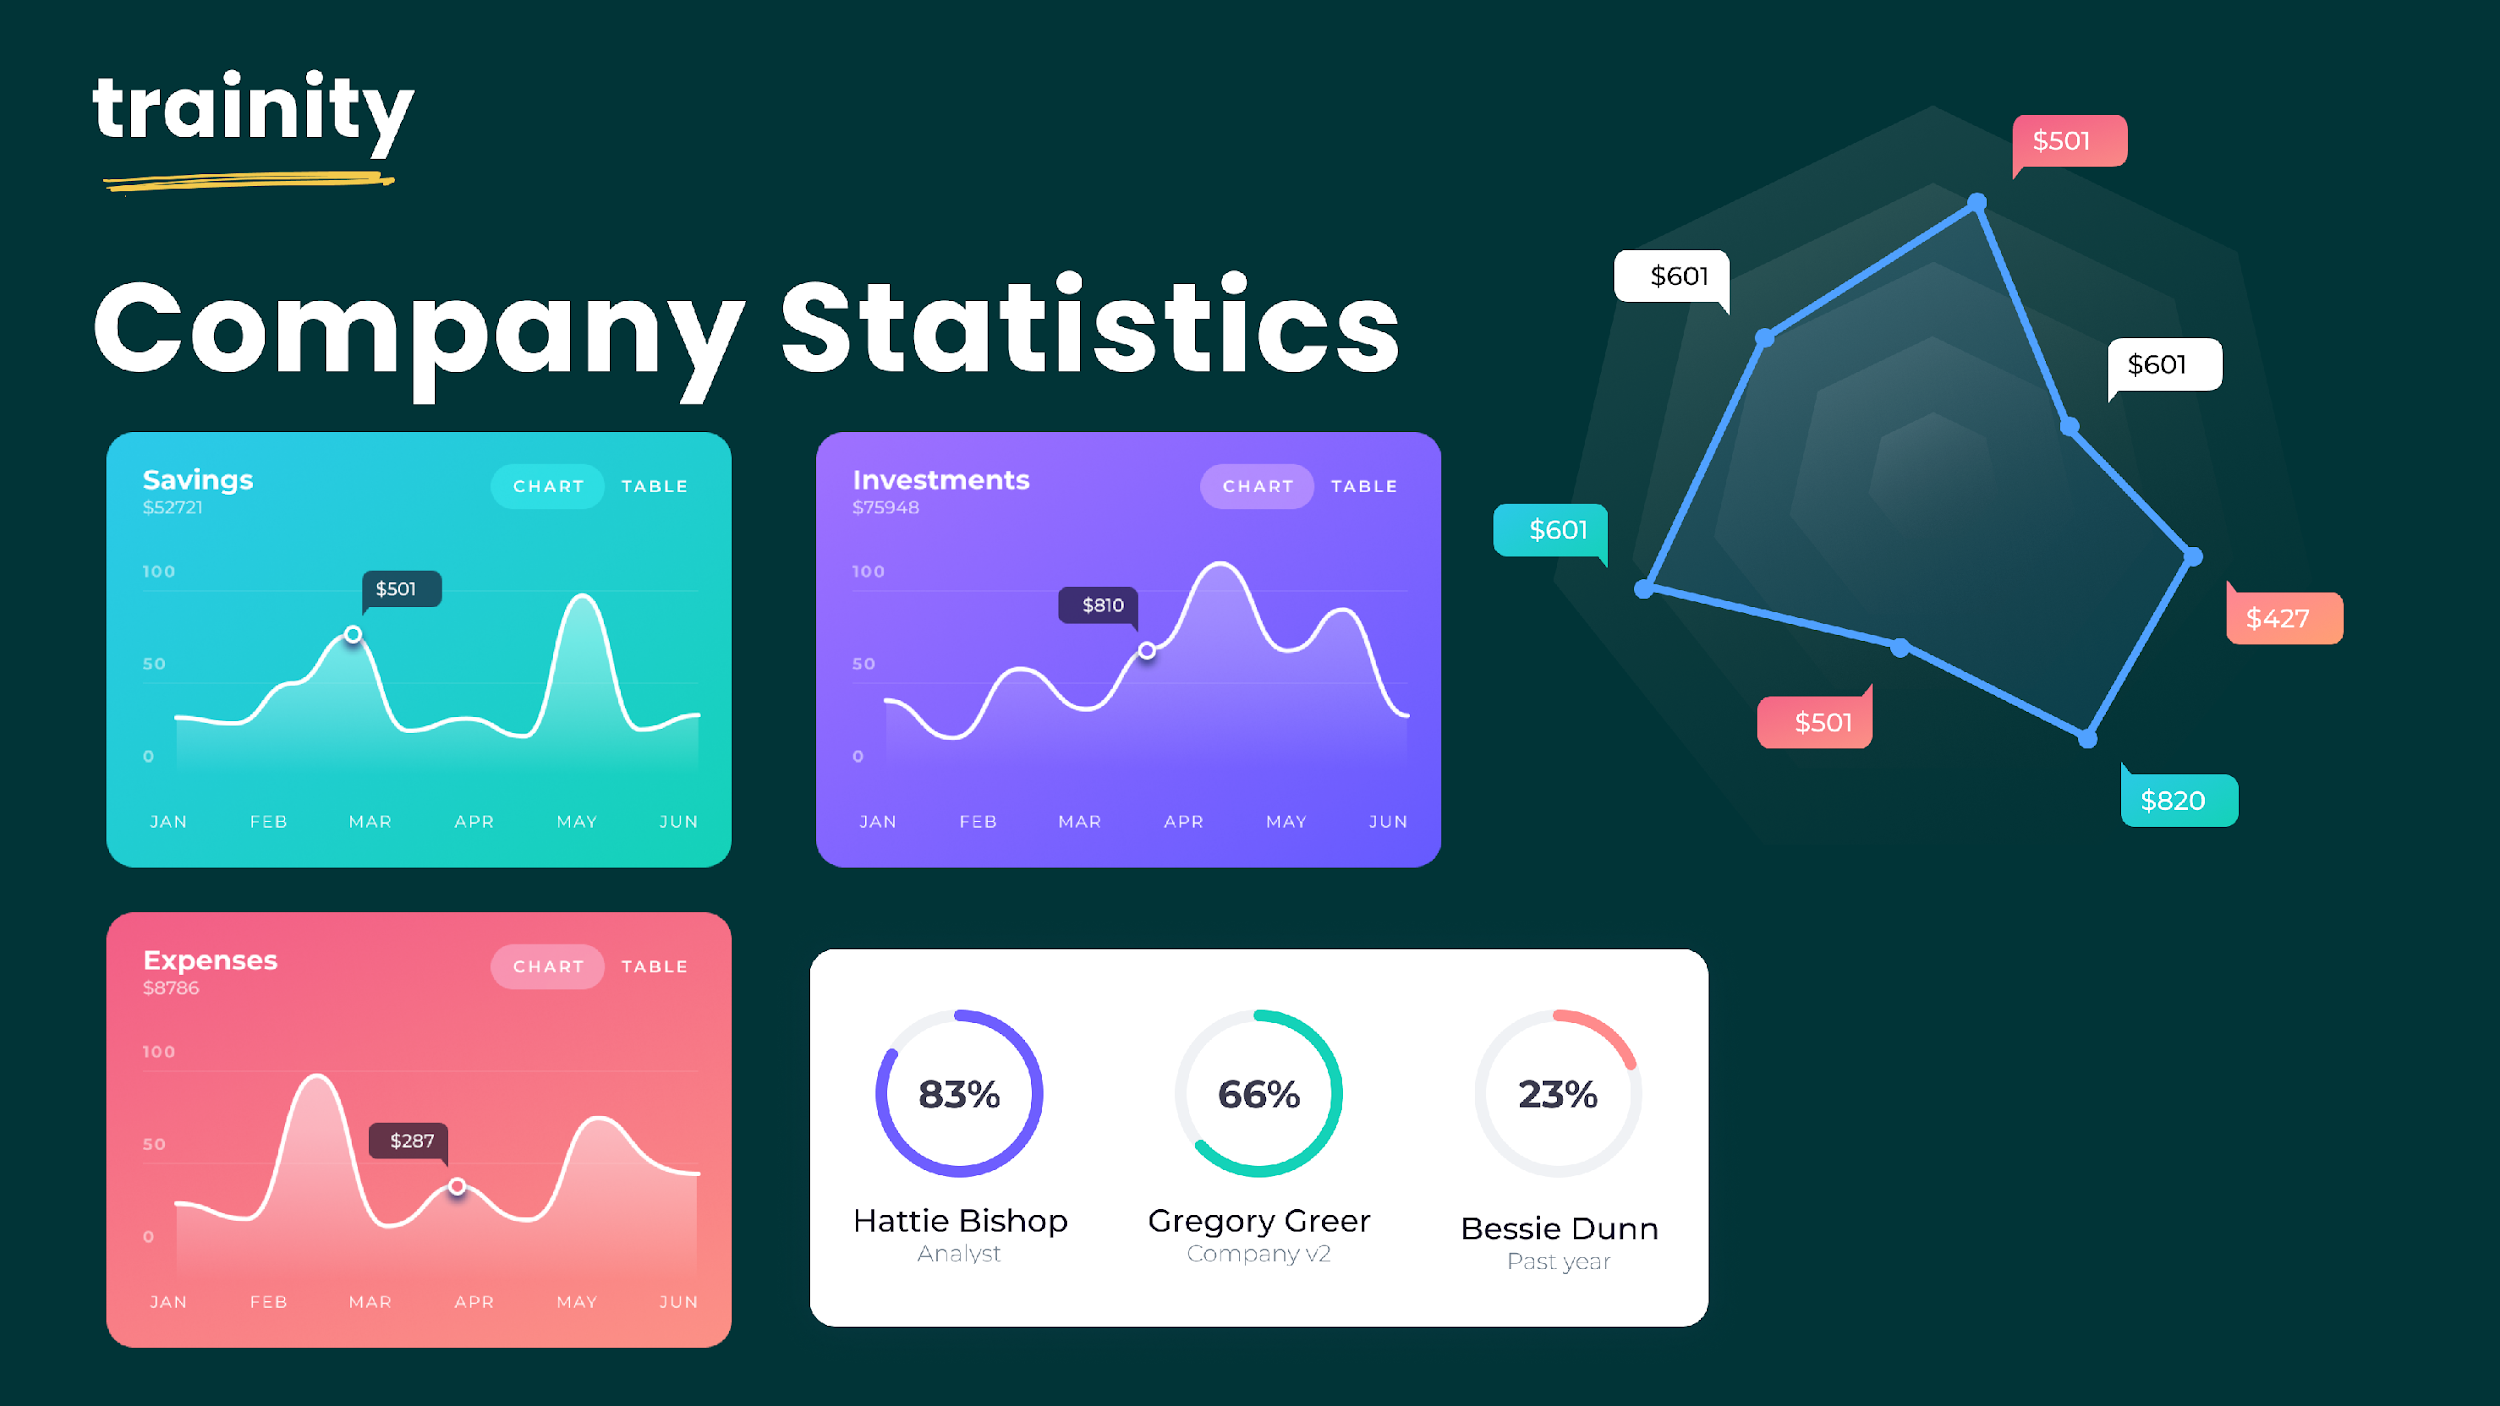 trainity
Company Statistics
Savings
$52721
CHART TABLE
100
50
0
$501
JAN FEB MAR APR MAY JUN
Investments
$75948
CHART TABLE
100
50
0
$810
JAN FEB MAR APR MAY JUN
$501
$601
$601
$601
$427
$501
$820
Expenses
$8786
CHART TABLE
100
50
0
$287
JAN FEB MAR APR MAY JUN
83%
Hattie Bishop
Analyst
66%
Gregory Greer
Company v2
23%
Bessie Dunn
Past year